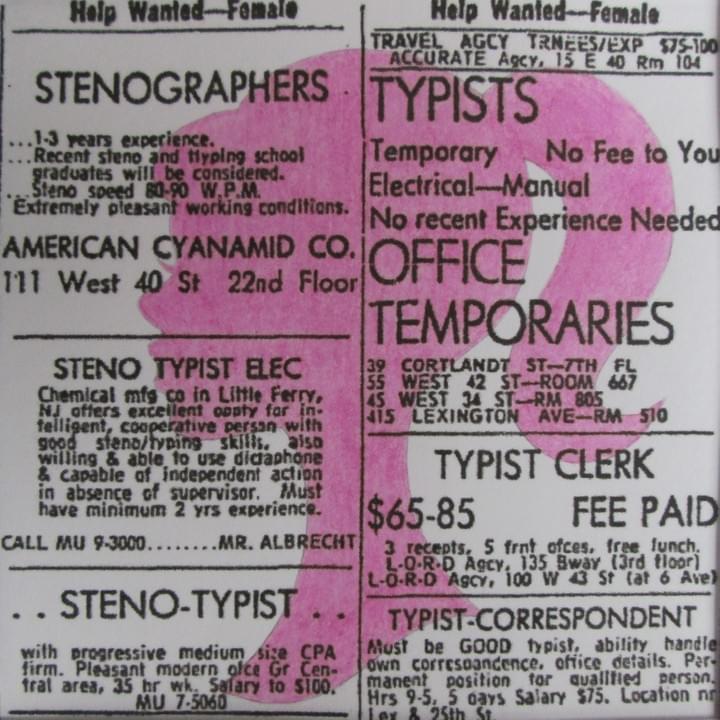 Help Wanted—Female
STENOGRAPHERS
...1-3 years experience.
...Recent steno and typing school
graduates will be considered.
...Steno speed 80-90 W.P.M.
Extremely pleasant working conditions.
AMERICAN CYANAMID CO.
111 West 40 St 22nd Floor
STENO TYPIST ELEC
Chemical mfg co in Little Ferry,
NJ offers excellent oppty for in-
telligent, cooperative person with
good steno/typing skills, also
willing & able to use dictaphone
& capable of independent action
in absence of supervisor. Must
have minimum 2 yrs experience.
CALL MU 9-3000........MR. ALBRECHT
. . STENO-TYPIST . .
with progressive medium size CPA
firm. Pleasant modern ofce Gr Cen-
tral area, 35 hr wk. Salary to $100.
MU 7-5060
Help Wanted—Female
TRAVEL AGCY TRNEES/EXP $75-100
ACCURATE Agcy, 15 E 40 Rm 104
TYPISTS
Temporary No Fee to You
Electrical—Manual
No recent Experience Needed
OFFICE
TEMPORARIES
39 CORTLANDT ST—7TH FL
55 WEST 42 ST—ROOM 667
45 WEST 34 ST—RM 805
415 LEXINGTON AVE—RM 510
TYPIST CLERK
$65-85 FEE PAID
3 recepts, 5 frnt ofces, free lunch.
L-O-R-D Agcy, 135 Bway (3rd floor)
L-O-R-D Agcy, 100 W 43 St (at 6 Ave)
TYPIST-CORRESPONDENT
Must be GOOD typist, ability handle
own correspondence, office details. Per-
manent position for qualified person.
Hrs 9-5, 5 days Salary $75. Location nr
Lex & 25th St.